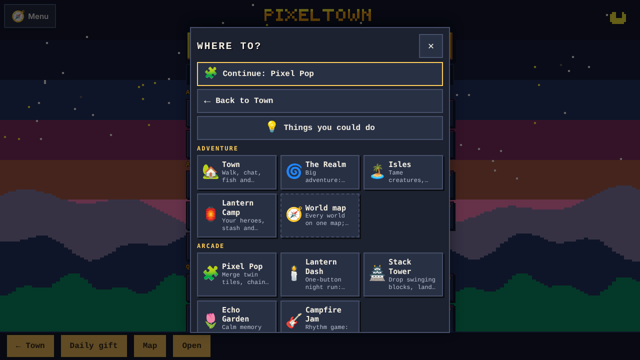 Menu
PIXELTOWN
WHERE TO?
×
Continue: Pixel Pop
← Back to Town
Things you could do
ADVENTURE
Town
Walk, chat,
fish and…
The Realm
Big
adventure:…
Isles
Tame
creatures,…
Lantern
Camp
Your heroes,
stash and…
World map
Every world
on one map;…
ARCADE
Pixel Pop
Merge twin
tiles, chain…
Lantern
Dash
One-button
night run:…
Stack
Tower
Drop swinging
blocks, land…
Echo
Garden
Calm memory
Campfire
Jam
Rhythm game:
← Town
Daily gift
Map
Open